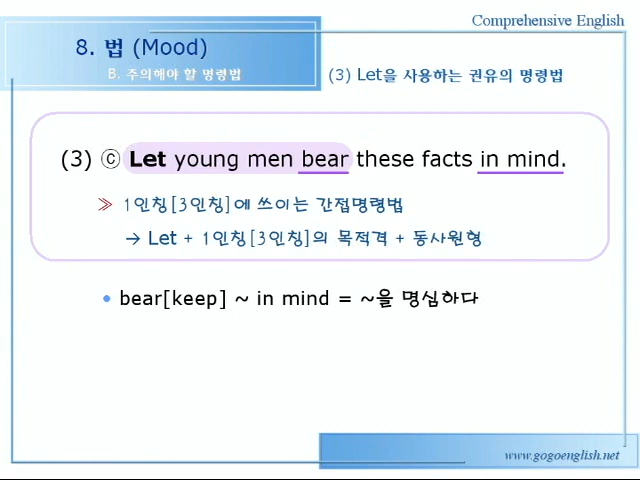 Comprehensive English
8. 법 (Mood)
B. 주의해야 할 명령법
(3) Let을 사용하는 권유의 명령법
(3) ⓒ Let young men bear these facts in mind.
≫ 1인칭[3인칭]에 쓰이는 간접명령법
→ Let + 1인칭[3인칭]의 목적격 + 동사원형
• bear[keep] ~ in mind = ~을 명심하다
www.gogoenglish.net